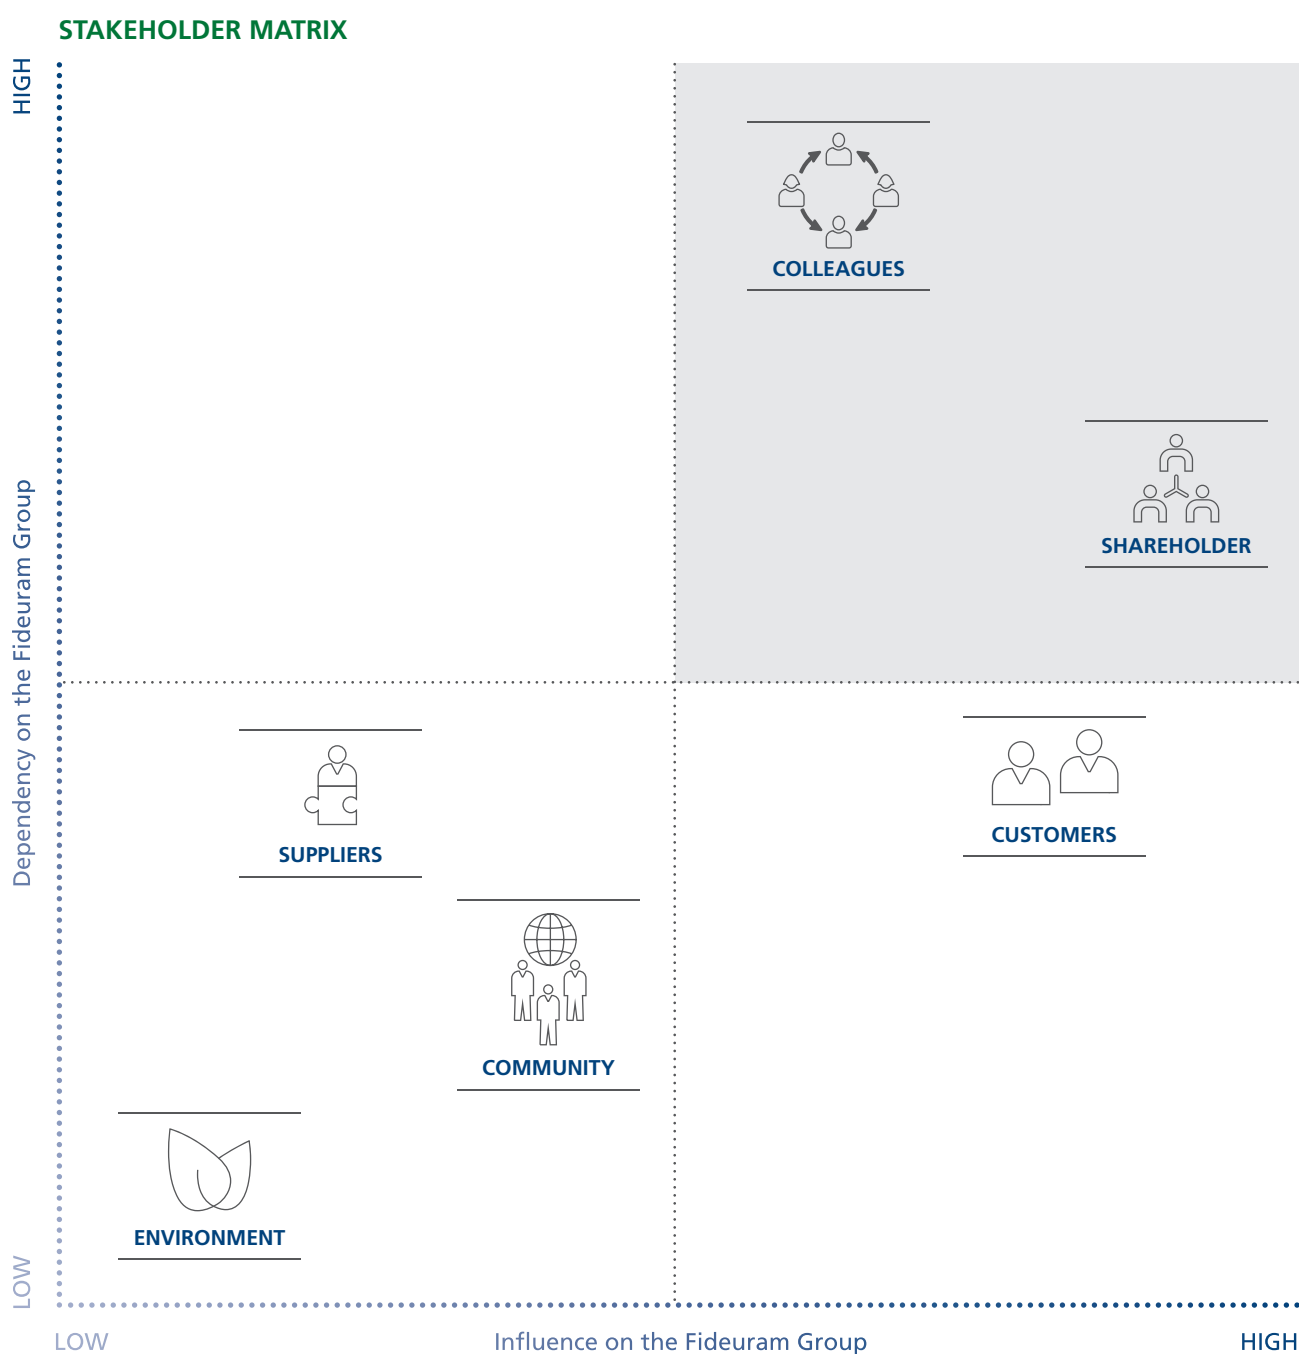 STAKEHOLDER MATRIX
HIGH
Dependency on the Fideuram Group
LOW
COLLEAGUES
SHAREHOLDER
SUPPLIERS
CUSTOMERS
COMMUNITY
ENVIRONMENT
LOW
Influence on the Fideuram Group
HIGH